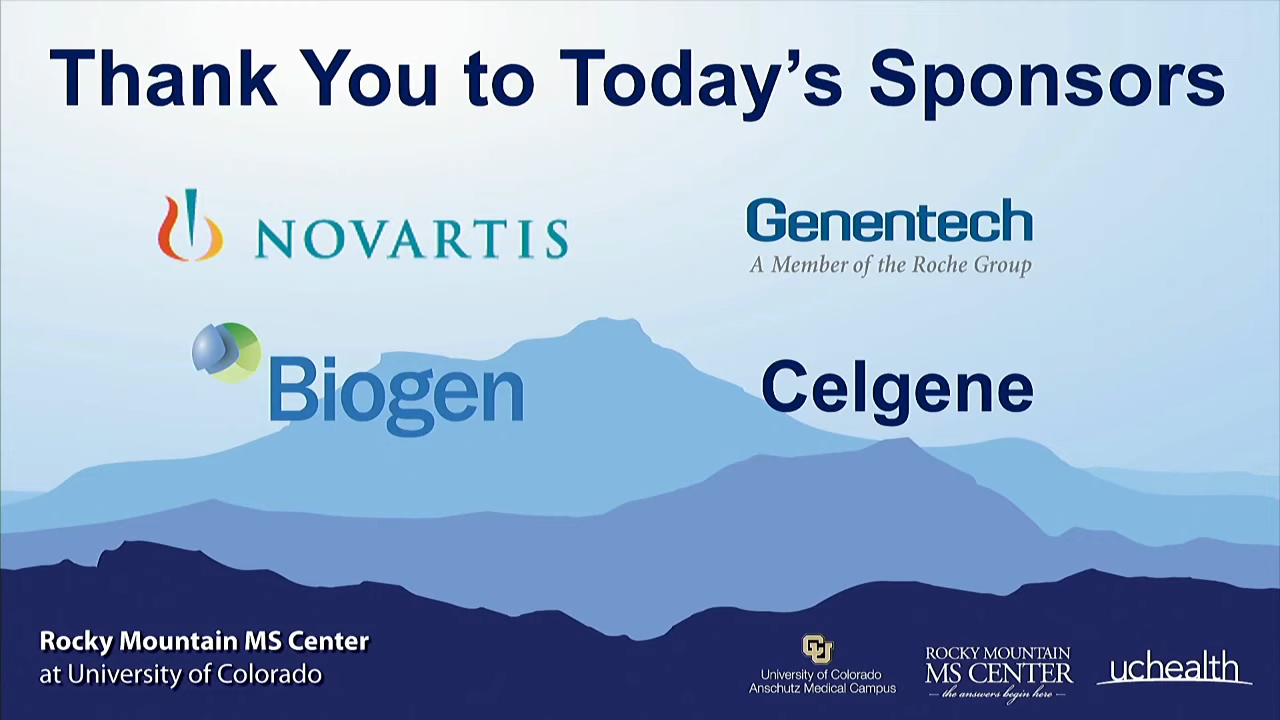 Thank You to Today’s Sponsors
NOVARTIS
Genentech
A Member of the Roche Group
Biogen
Celgene
Rocky Mountain MS Center
at University of Colorado
CU
University of Colorado
Anschutz Medical Campus
ROCKY MOUNTAIN
MS CENTER
the answers begin here
uchealth